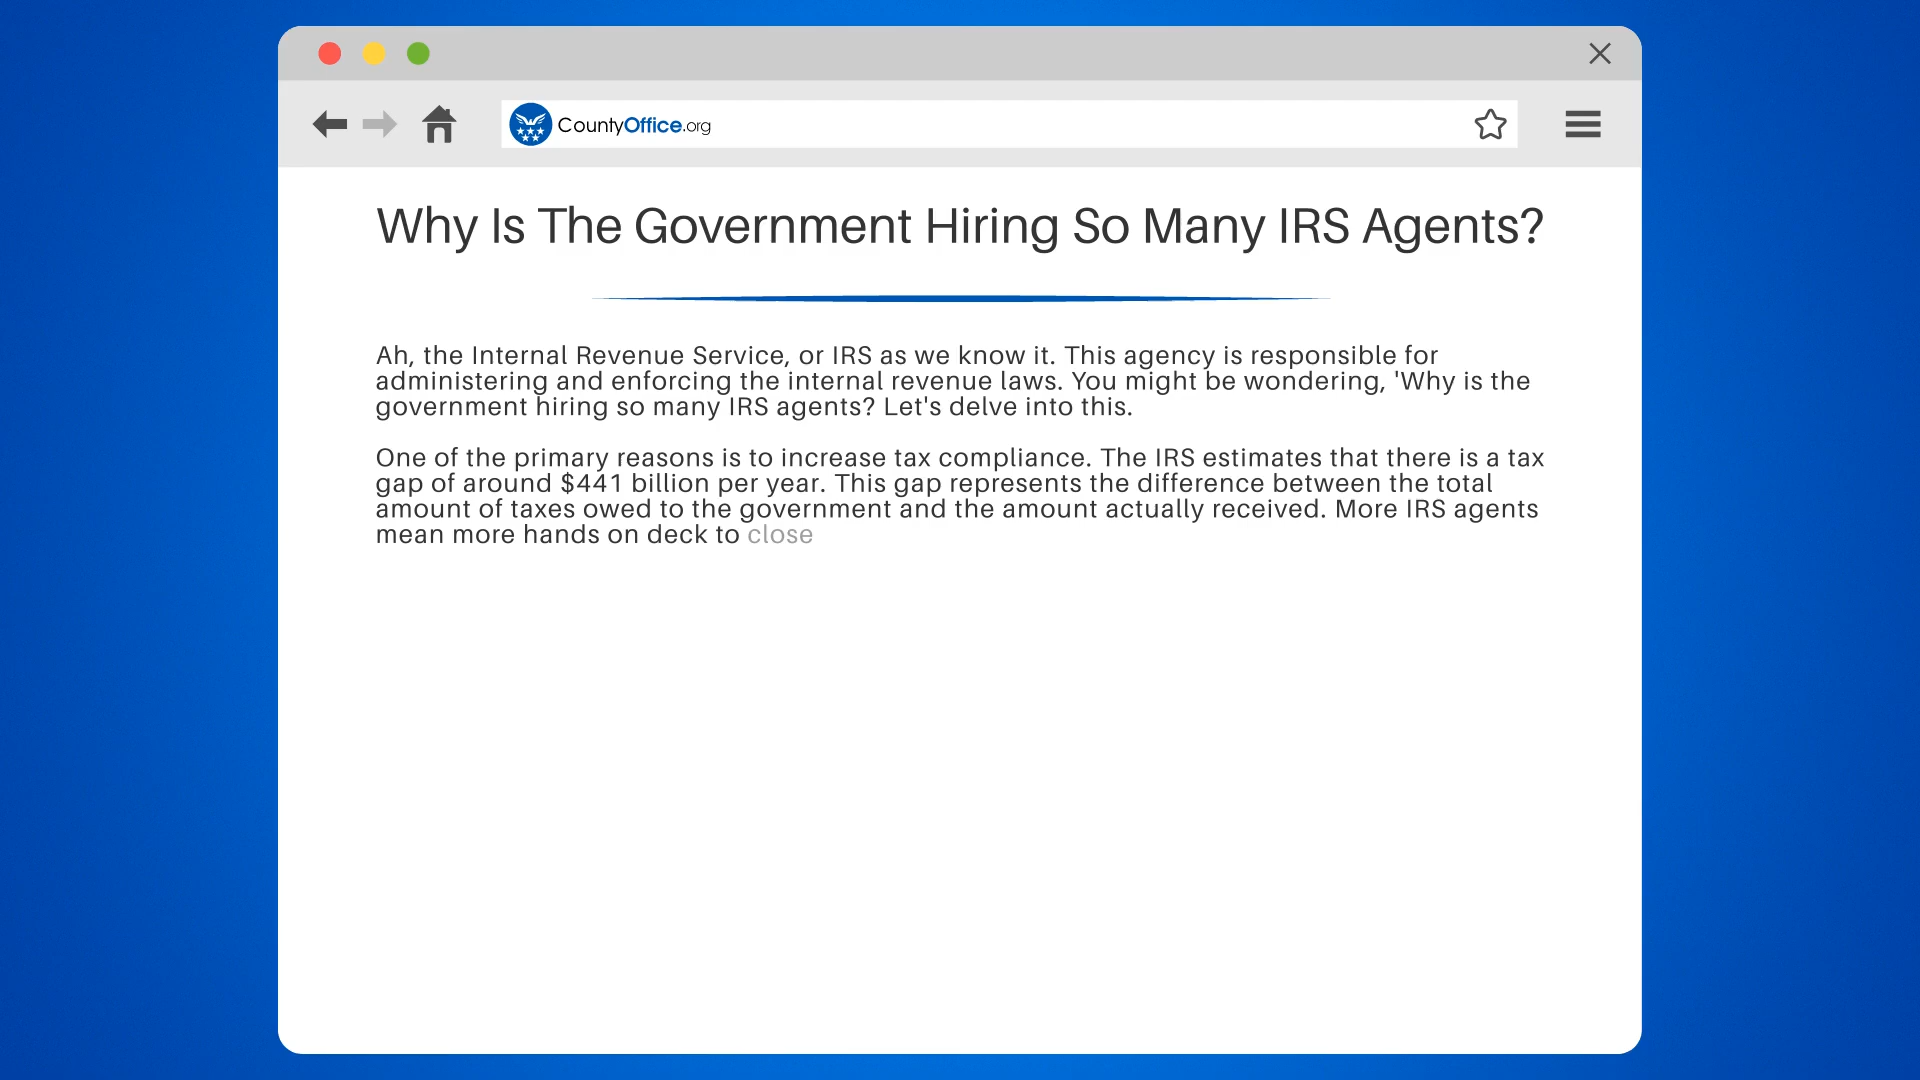 CountyOffice.org
Why Is The Government Hiring So Many IRS Agents?
Ah, the Internal Revenue Service, or IRS as we know it. This agency is responsible for
administering and enforcing the internal revenue laws. You might be wondering, 'Why is the
government hiring so many IRS agents? Let's delve into this.
One of the primary reasons is to increase tax compliance. The IRS estimates that there is a tax
gap of around $441 billion per year. This gap represents the difference between the total
amount of taxes owed to the government and the amount actually received. More IRS agents
mean more hands on deck to close